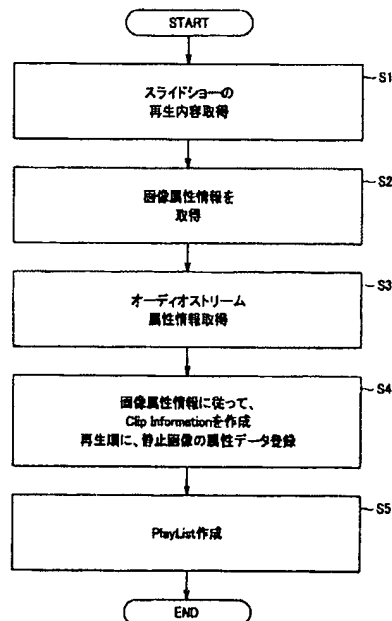 START
S1
スライドショーの
再生内容取得
S2
画像属性情報を
取得
S3
オーディオストリーム
属性情報取得
S4
画像属性情報に従って、
Clip Informationを作成
再生順に、静止画像の属性データ登録
S5
PlayList作成
END